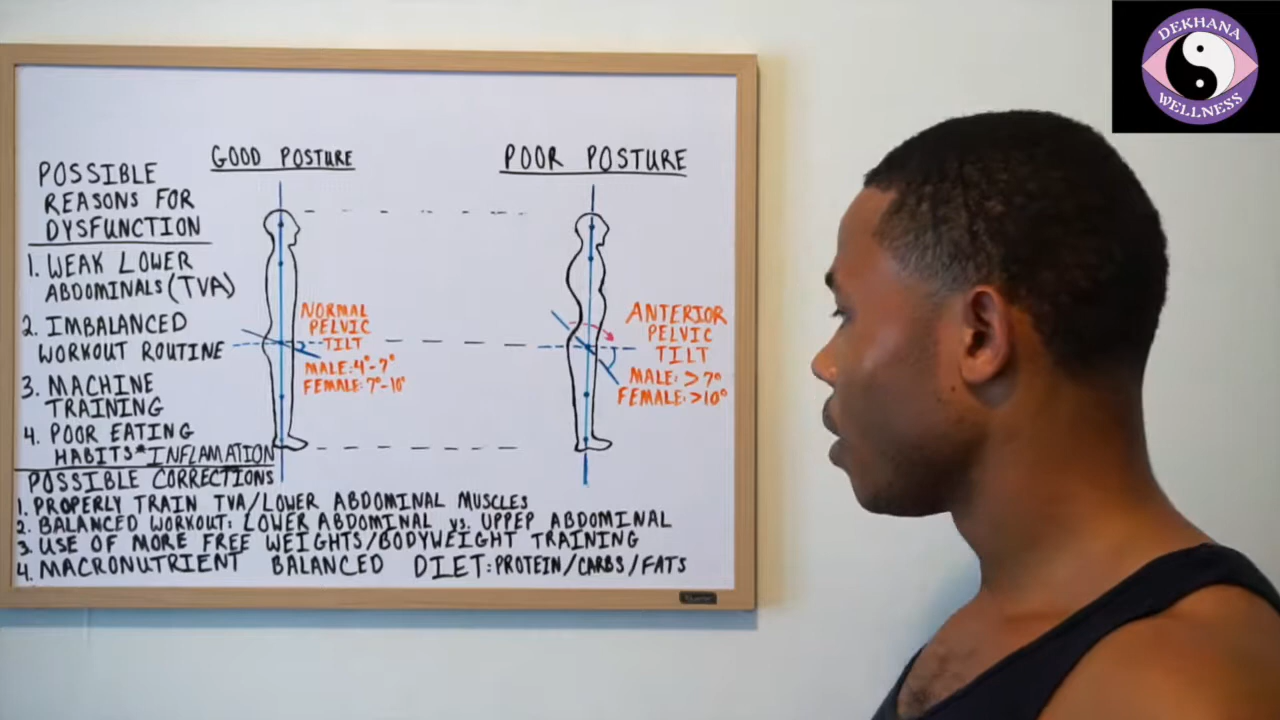 DEKHANA
WELLNESS
GOOD POSTURE
POOR POSTURE
POSSIBLE
REASONS FOR
DYSFUNCTION
1. WEAK LOWER
ABDOMINALS (TVA)
2. IMBALANCED
WORKOUT ROUTINE
3. MACHINE
TRAINING
4. POOR EATING
HABITS*INFLAMATION
NORMAL
PELVIC
TILT
MALE: 4°-7°
FEMALE: 7°-10°
ANTERIOR
PELVIC
TILT
MALE: >7°
FEMALE: >10°
POSSIBLE CORRECTIONS
1. PROPERLY TRAIN TVA/LOWER ABDOMINAL MUSCLES
2. BALANCED WORKOUT: LOWER ABDOMINAL vs. UPPEP ABDOMINAL
3. USE OF MORE FREE WEIGHTS/BODYWEIGHT TRAINING
4. MACRONUTRIENT BALANCED DIET: PROTEIN/CARBS/FATS